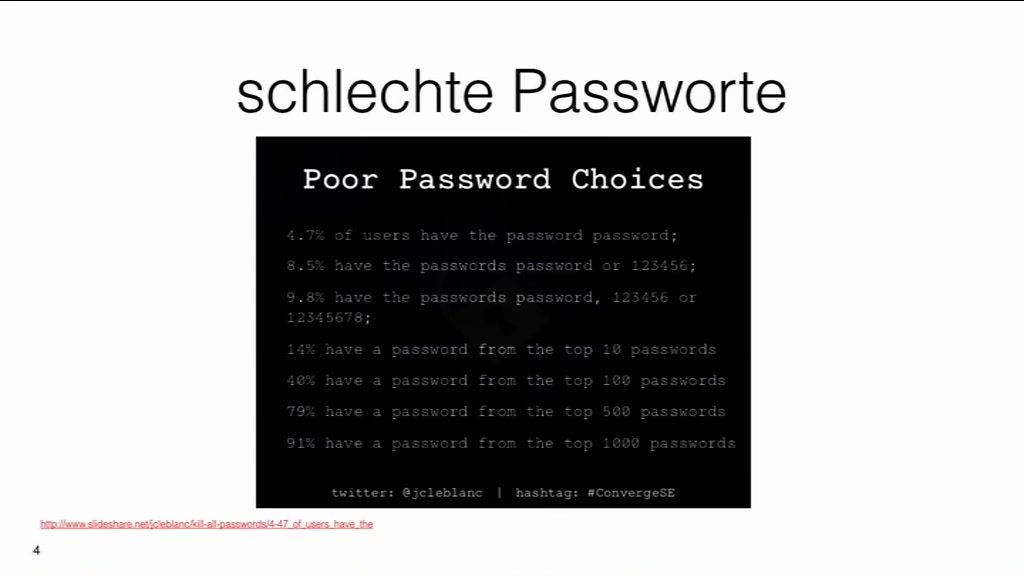 schlechte Passworte
Poor Password Choices
4.7% of users have the password password;
8.5% have the passwords password or 123456;
9.8% have the passwords password, 123456 or
12345678;
14% have a password from the top 10 passwords
40% have a password from the top 100 passwords
79% have a password from the top 500 passwords
91% have a password from the top 1000 passwords
twitter: @jcleblanc | hashtag: #ConvergeSE
http://www.slideshare.net/jcleblanc/kill-all-passwords/4-47_of_users_have_the
4